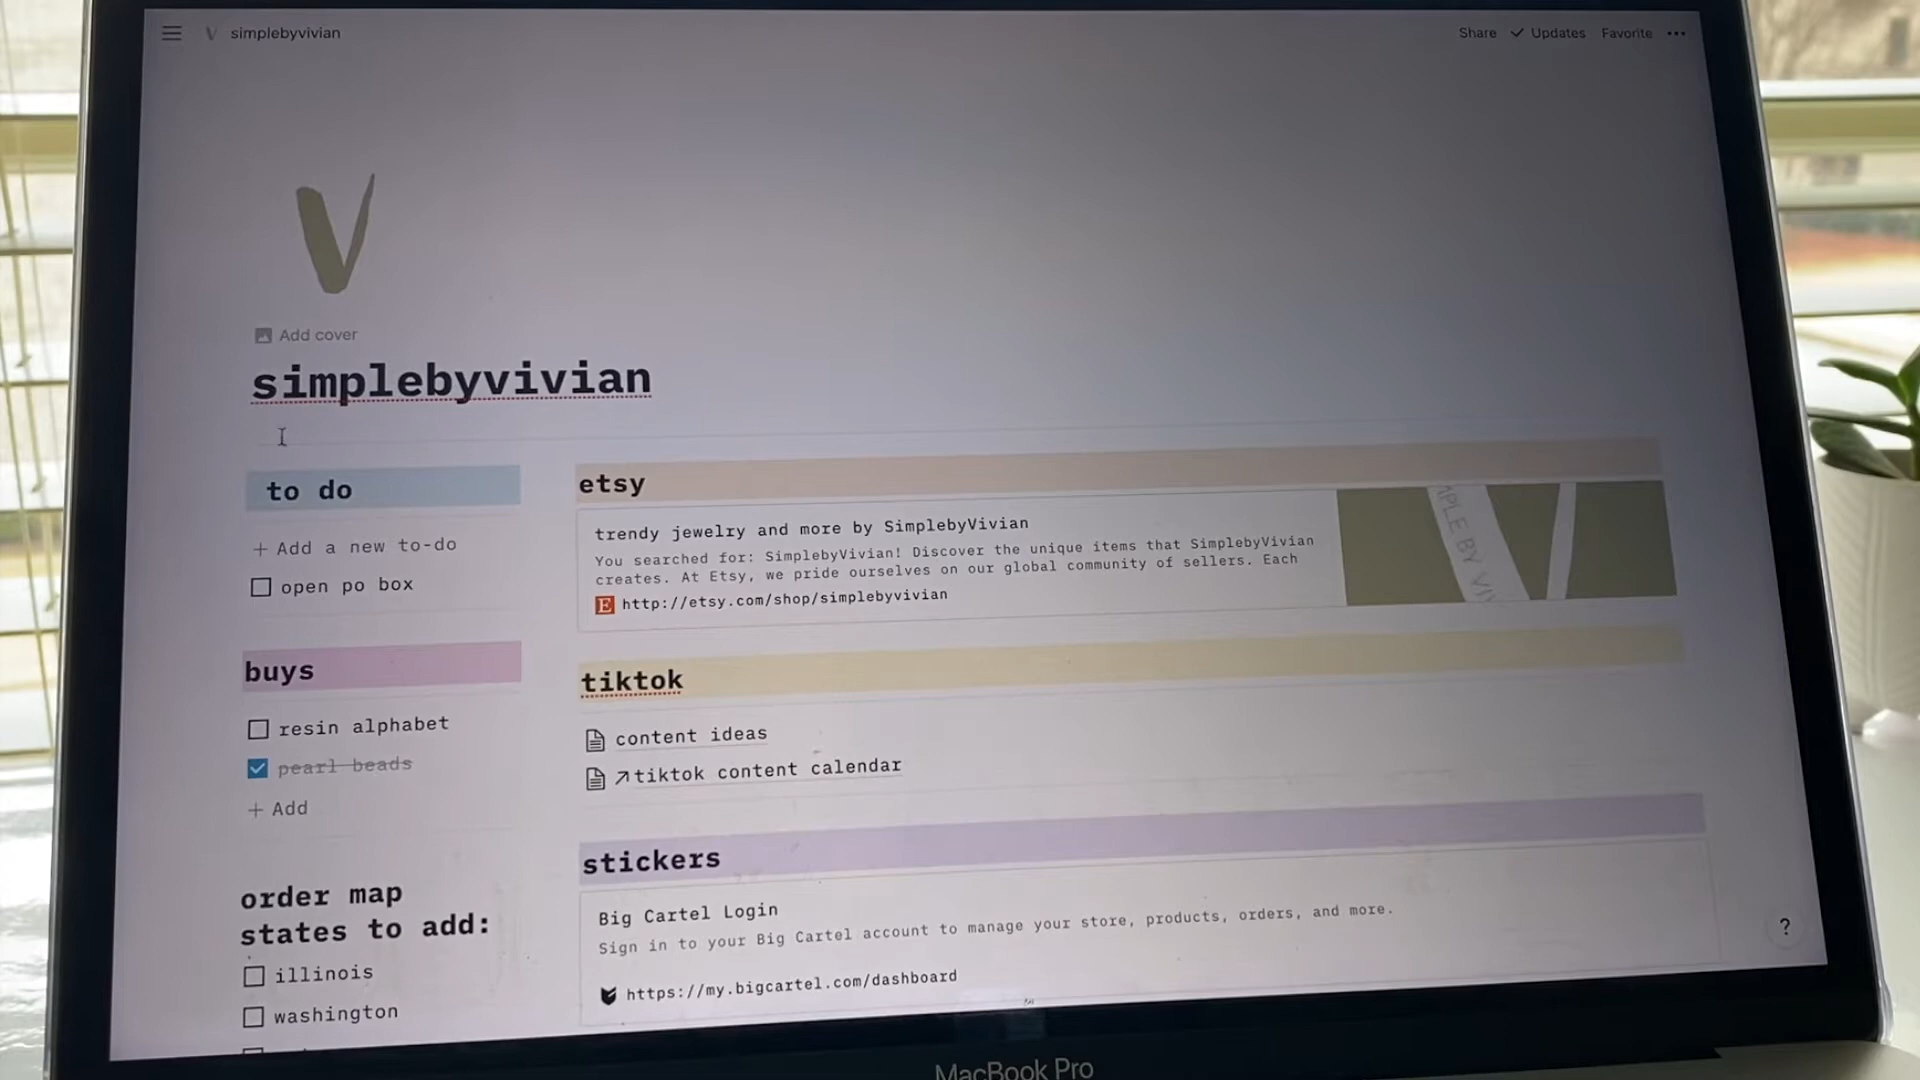 simplebyvivian
Share ✓ Updates Favorite •••
V
Add cover
simplebyvivian
to do
+ Add a new to-do
open po box
buys
resin alphabet
pearl beads
+ Add
order map
states to add:
illinois
washington
etsy
trendy jewelry and more by SimplebyVivian
You searched for: SimplebyVivian! Discover the unique items that SimplebyVivian
creates. At Etsy, we pride ourselves on our global community of sellers. Each
E http://etsy.com/shop/simplebyvivian
MPLE BY VIV
tiktok
content ideas
↗tiktok content calendar
stickers
Big Cartel Login
Sign in to your Big Cartel account to manage your store, products, orders, and more.
https://my.bigcartel.com/dashboard
?
MacBook Pro